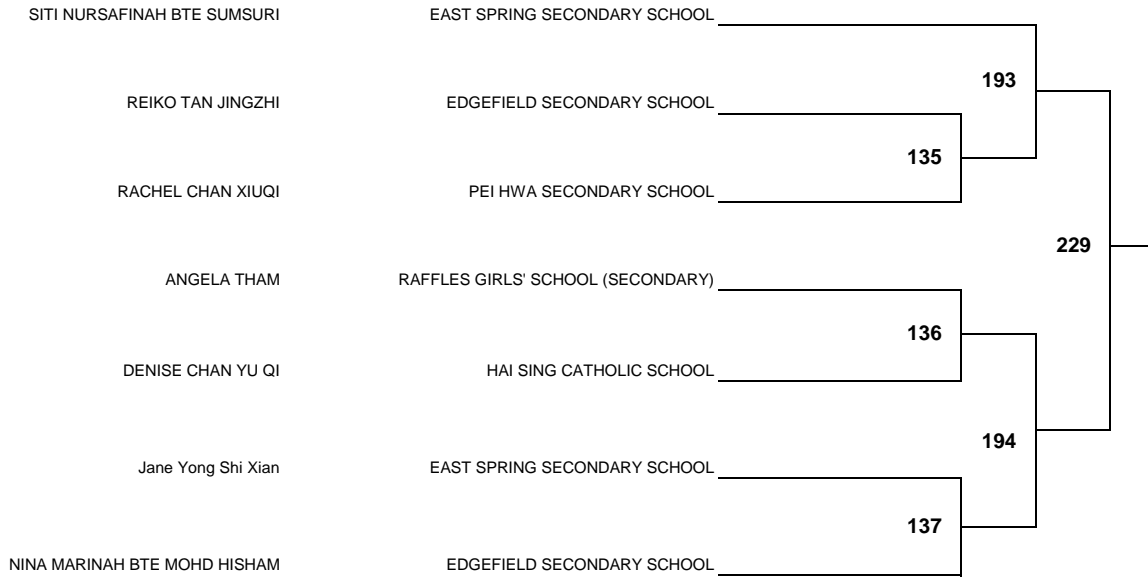 SITI NURSAFINAH BTE SUMSURI EAST SPRING SECONDARY SCHOOL
193
REIKO TAN JINGZHI EDGEFIELD SECONDARY SCHOOL
135
RACHEL CHAN XIUQI PEI HWA SECONDARY SCHOOL
229
ANGELA THAM RAFFLES GIRLS' SCHOOL (SECONDARY)
136
DENISE CHAN YU QI HAI SING CATHOLIC SCHOOL
194
Jane Yong Shi Xian EAST SPRING SECONDARY SCHOOL
137
NINA MARINAH BTE MOHD HISHAM EDGEFIELD SECONDARY SCHOOL